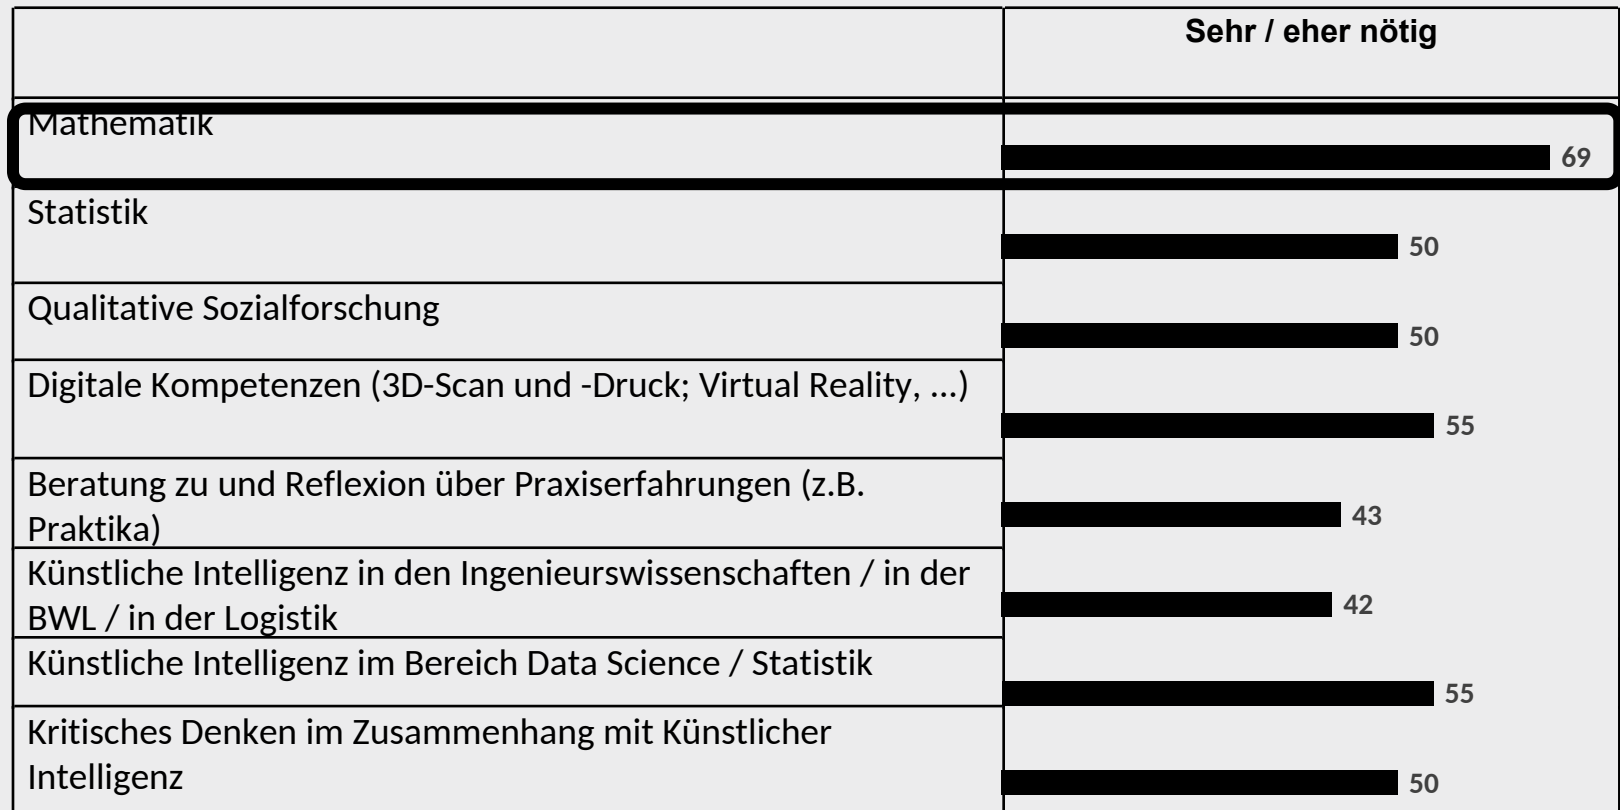 Sehr / eher nötig
Mathematik
69
Statistik
50
Qualitative Sozialforschung
50
Digitale Kompetenzen (3D-Scan und -Druck; Virtual Reality, ...)
55
Beratung zu und Reflexion über Praxiserfahrungen (z.B.
Praktika)
43
Künstliche Intelligenz in den Ingenieurswissenschaften / in der
BWL / in der Logistik
42
Künstliche Intelligenz im Bereich Data Science / Statistik
55
Kritisches Denken im Zusammenhang mit Künstlicher
Intelligenz
50